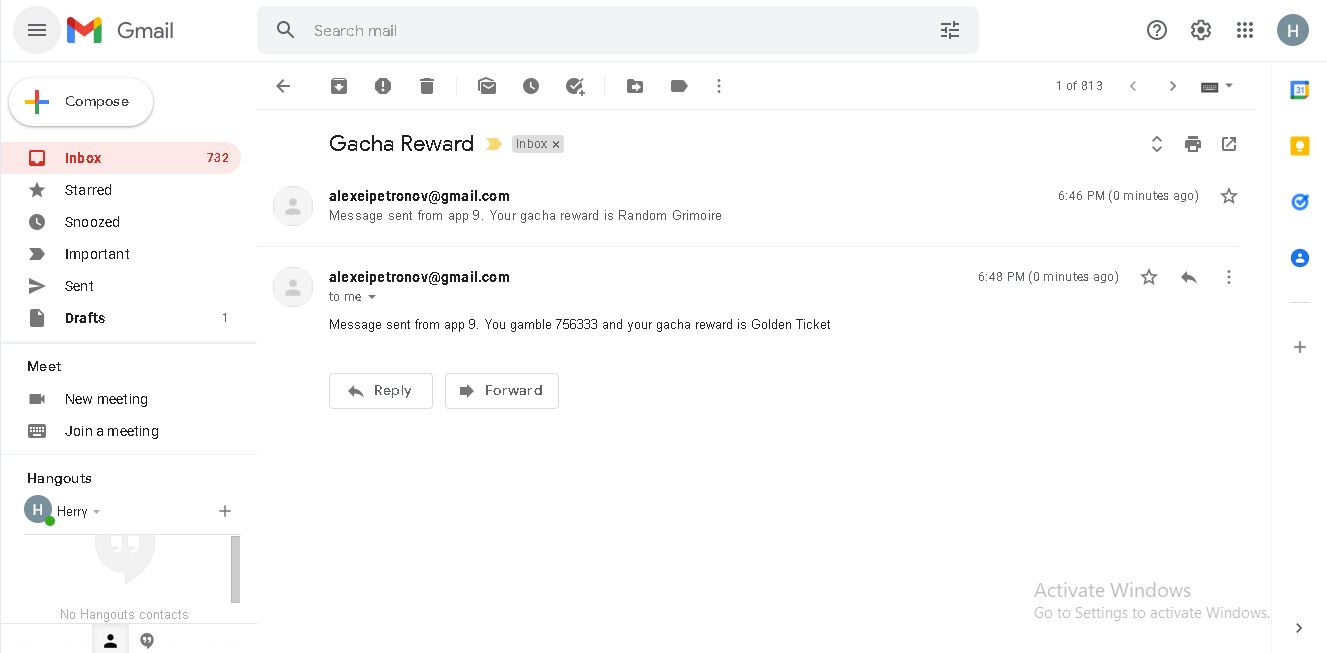 Gmail
Search mail
H
Compose
1 of 813
31
Inbox 732
Starred
Snoozed
Important
Sent
Drafts 1
Gacha Reward
Inbox ×
alexeipetronov@gmail.com
6:46 PM (0 minutes ago)
Message sent from app 9. Your gacha reward is Random Grimoire
alexeipetronov@gmail.com
6:48 PM (0 minutes ago)
to me
Message sent from app 9. You gamble 756333 and your gacha reward is Golden Ticket
Reply
Forward
Meet
New meeting
Join a meeting
Hangouts
H
Herry
No Hangouts contacts
Activate Windows
Go to Settings to activate Windows.